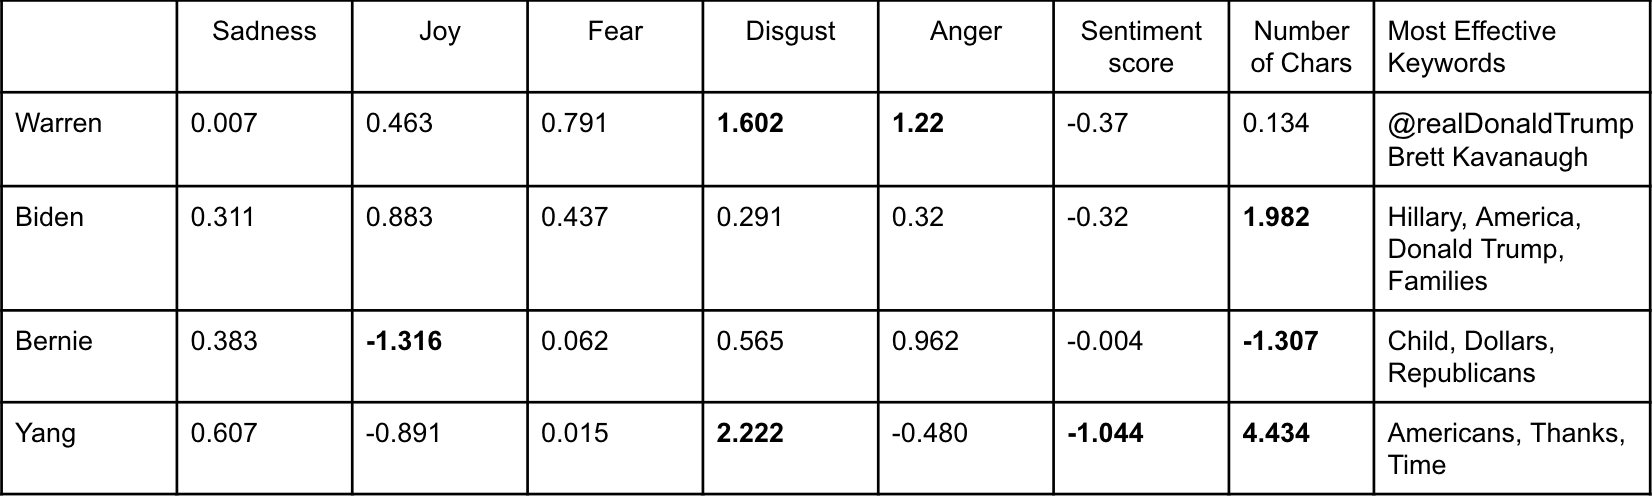 Sadness Joy Fear Disgust Anger Sentiment score Number of Chars Most Effective Keywords
Warren 0.007 0.463 0.791 1.602 1.22 -0.37 0.134 @realDonaldTrump
Brett Kavanaugh
Biden 0.311 0.883 0.437 0.291 0.32 -0.32 1.982 Hillary, America,
Donald Trump,
Families
Bernie 0.383 -1.316 0.062 0.565 0.962 -0.004 -1.307 Child, Dollars,
Republicans
Yang 0.607 -0.891 0.015 2.222 -0.480 -1.044 4.434 Americans, Thanks,
Time